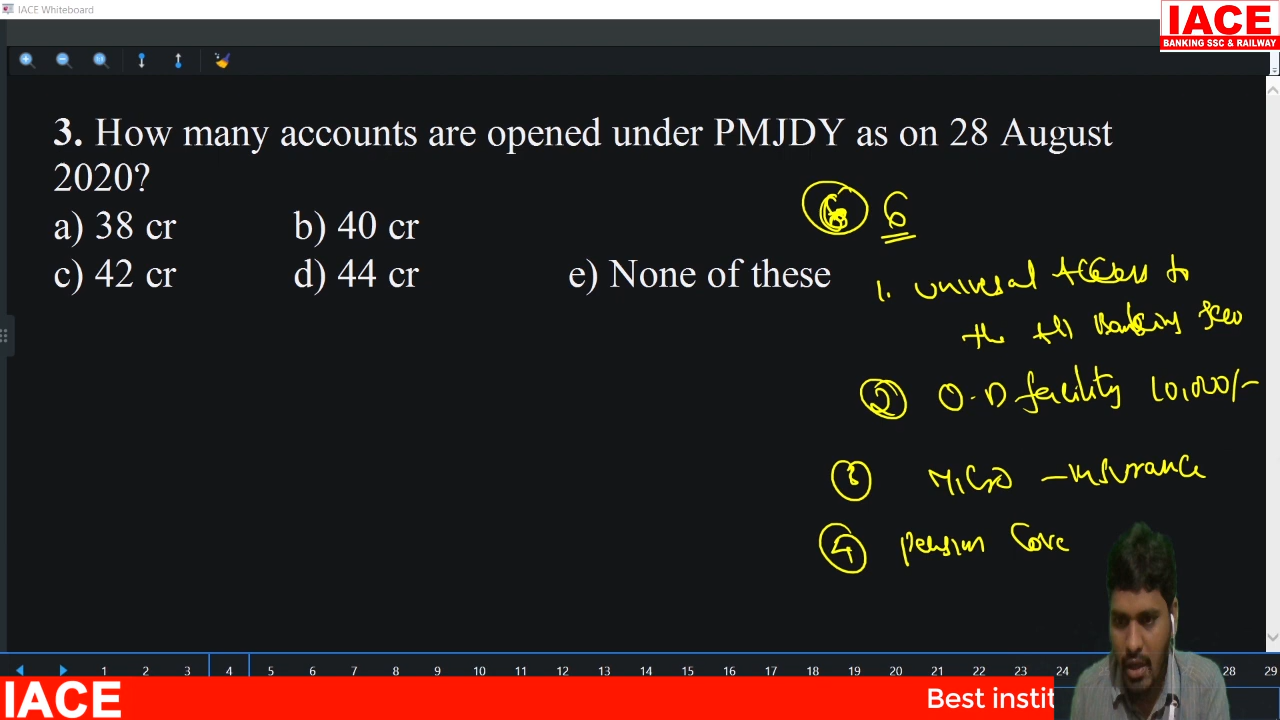 IACE Whiteboard
IACE
BANKING SSC & RAILWAY
3. How many accounts are opened under PMJDY as on 28 August
2020?
a) 38 cr b) 40 cr
c) 42 cr d) 44 cr e) None of these
6 6
1. Universal Access to
the All Banking
2 O.D facility 10,000/-
3 Micro - Insurance
4 Pension Cove
1 2 3 4 5 6 7 8 9 10 11 12 13 14 15 16 17 18 19 20 21 22 23 24 28 29
IACE
Best instit